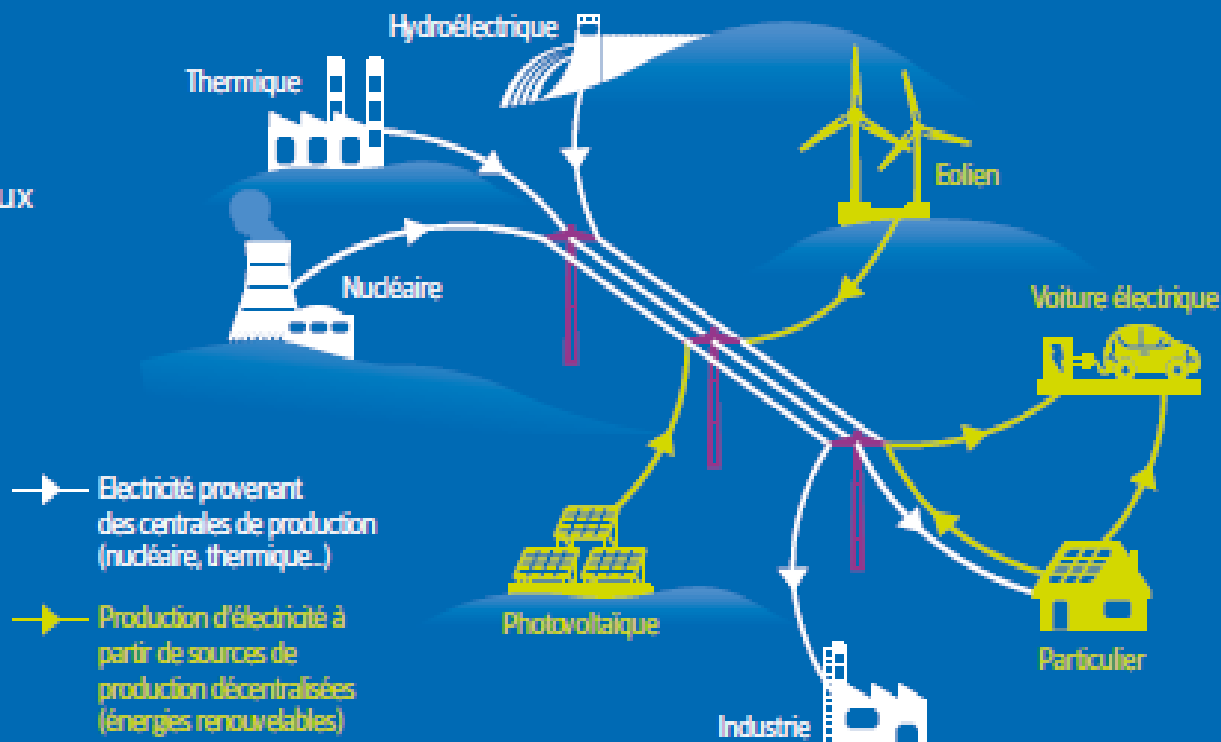 Hydroélectrique
Thermique
ux
Eolien
Nucléaire
Voiture électrique
Electricité provenant
des centrales de production
(nucléaire, thermique...)
Photovoltaïque
Production d'électricité à
partir de sources de
production décentralisées
(énergies renouvelables)
Particulier
Industrie